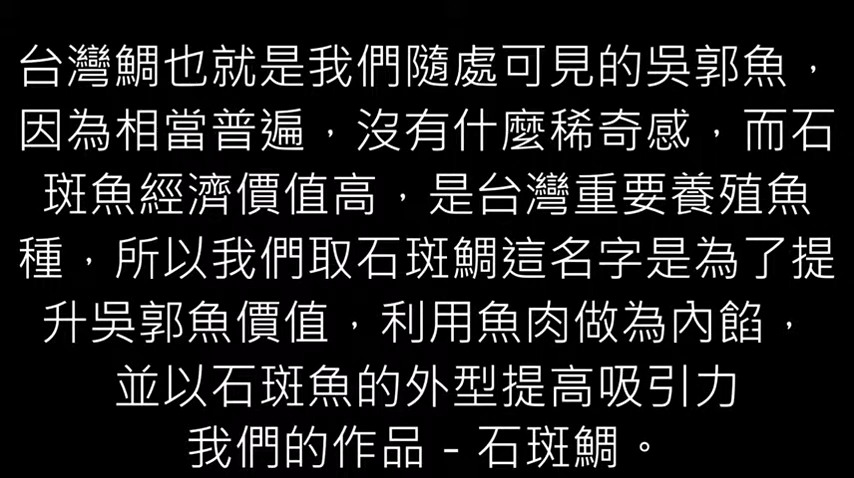 台灣鯛也就是我們隨處可見的吳郭魚，
因為相當普遍，沒有什麼稀奇感，而石
斑魚經濟價值高，是台灣重要養殖魚
種，所以我們取石斑鯛這名字是為了提
升吳郭魚價值，利用魚肉做為內餡，
並以石斑魚的外型提高吸引力
我們的作品 - 石斑鯛。